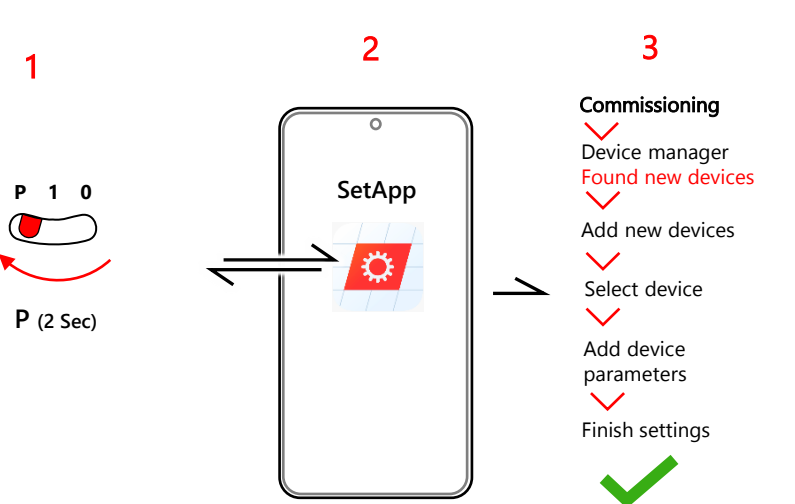 1
P 1 0
P (2 Sec)
2
SetApp
3
Commissioning
Device manager
Found new devices
Add new devices
Select device
Add device
parameters
Finish settings